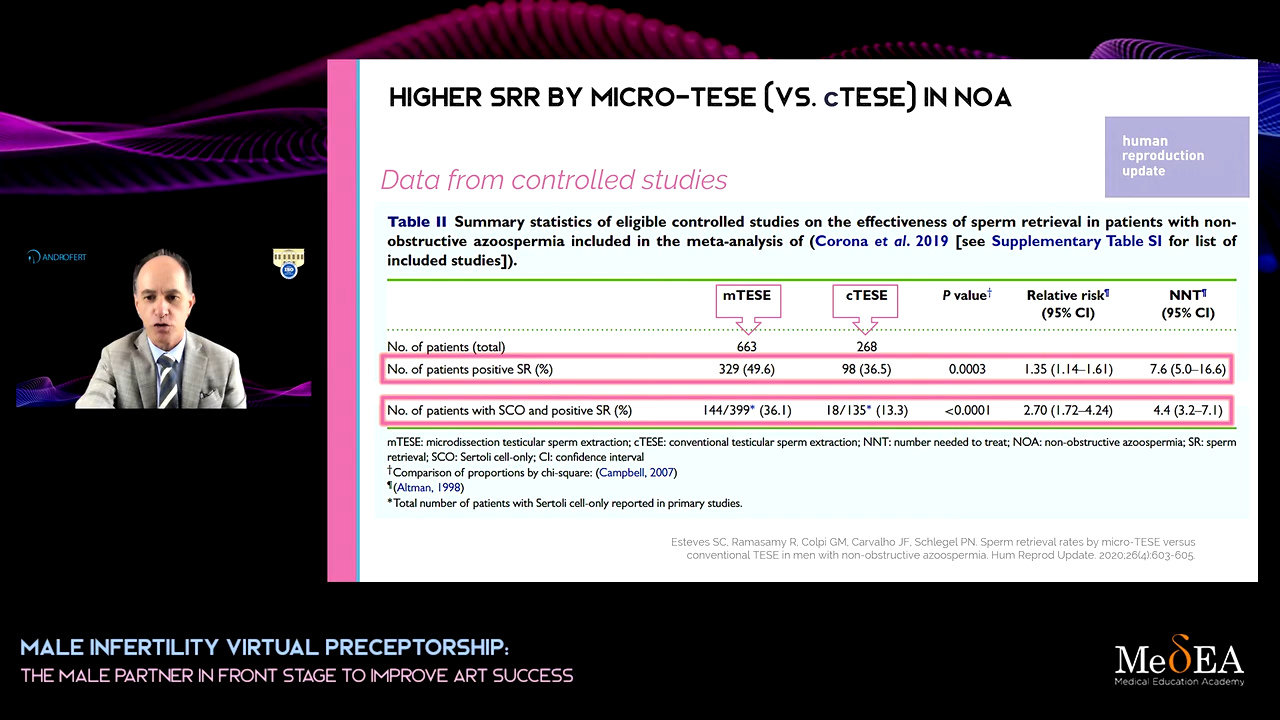 HIGHER SRR BY MICRO-TESE (VS. cTESE) IN NOA
human
reproduction
update
Data from controlled studies
Table II Summary statistics of eligible controlled studies on the effectiveness of sperm retrieval in patients with non-
obstructive azoospermia included in the meta-analysis of (Corona et al. 2019 [see Supplementary Table SI for list of
included studies]).
mTESE cTESE P value† Relative risk¶ NNT¶
(95% CI) (95% CI)
No. of patients (total) 663 268
No. of patients positive SR (%) 329 (49.6) 98 (36.5) 0.0003 1.35 (1.14–1.61) 7.6 (5.0–16.6)
No. of patients with SCO and positive SR (%) 144/399* (36.1) 18/135* (13.3) <0.0001 2.70 (1.72–4.24) 4.4 (3.2–7.1)
mTESE: microdissection testicular sperm extraction; cTESE: conventional testicular sperm extraction; NNT: number needed to treat; NOA: non-obstructive azoospermia; SR: sperm
retrieval; SCO: Sertoli cell-only; CI: confidence interval
†Comparison of proportions by chi-square: (Campbell, 2007)
¶(Altman, 1998)
*Total number of patients with Sertoli cell-only reported in primary studies.
Esteves SC, Ramasamy R, Colpi GM, Carvalho JF, Schlegel PN. Sperm retrieval rates by micro-TESE versus
conventional TESE in men with non-obstructive azoospermia. Hum Reprod Update. 2020;26(4):603-605.
ANDROFERT
ISO
MALE INFERTILITY VIRTUAL PRECEPTORSHIP:
THE MALE PARTNER IN FRONT STAGE TO IMPROVE ART SUCCESS
MeδEA
Medical Education Academy